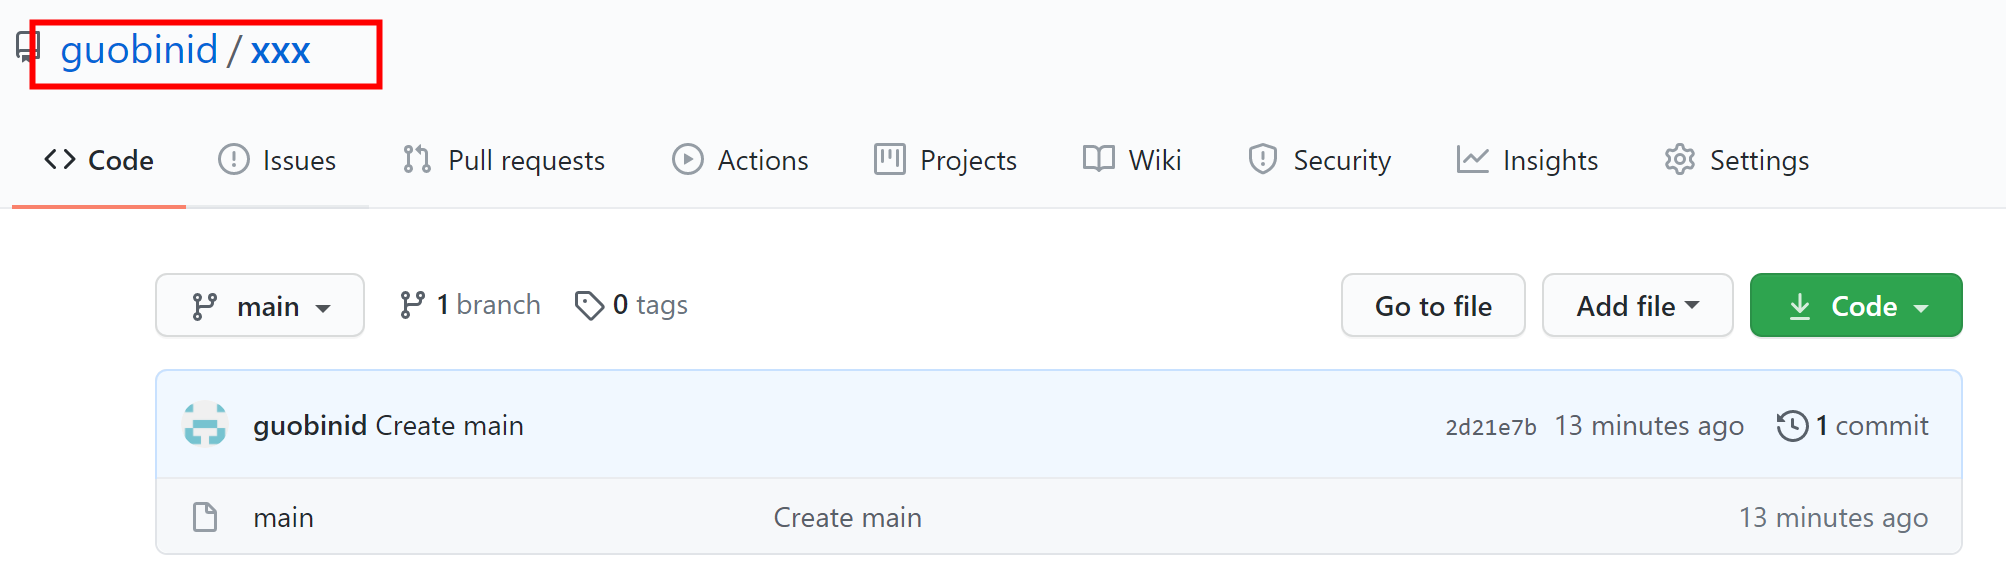 guobinid / xxx
Code Issues Pull requests Actions Projects Wiki Security Insights Settings
main 1 branch 0 tags Go to file Add file Code
guobinid Create main 2d21e7b 13 minutes ago 1 commit
main Create main 13 minutes ago